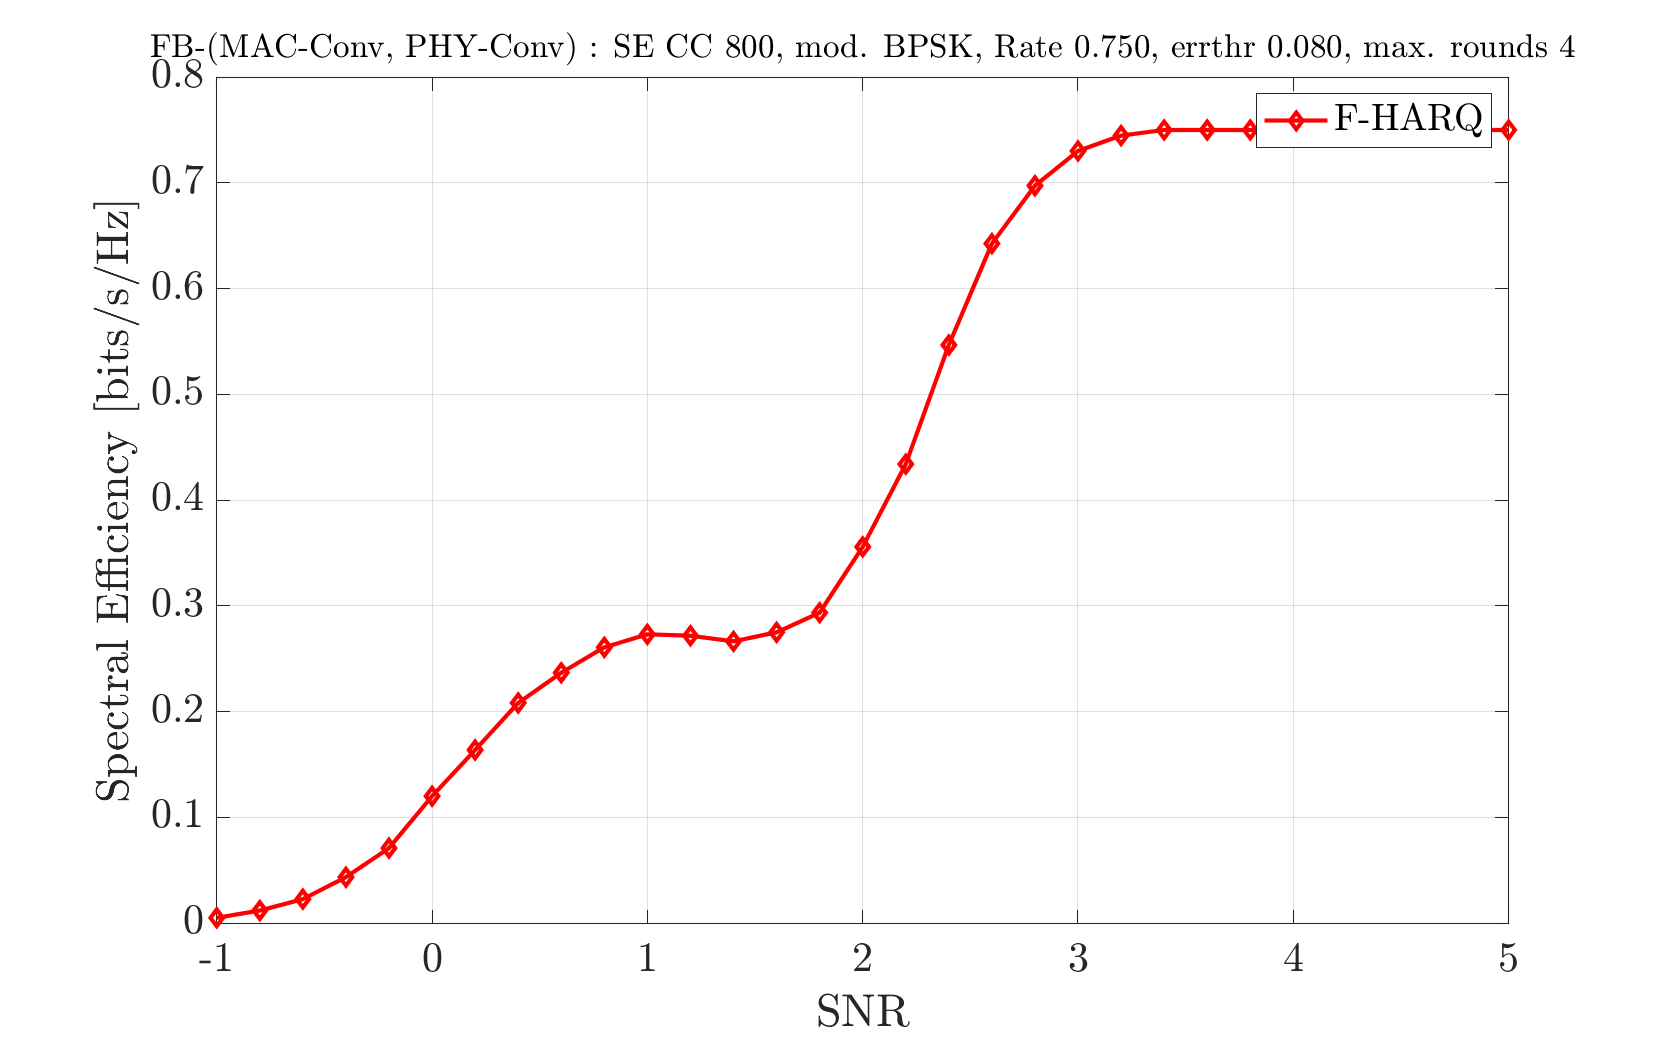 FB-(MAC-Conv, PHY-Conv) : SE CC 800, mod. BPSK, Rate 0.750, errthr 0.080, max. rounds 4
F-HARQ
0.8
0.7
0.6
0.5
0.4
0.3
0.2
0.1
0
Spectral Efficiency [bits/s/Hz]
-1 0 1 2 3 4 5
SNR